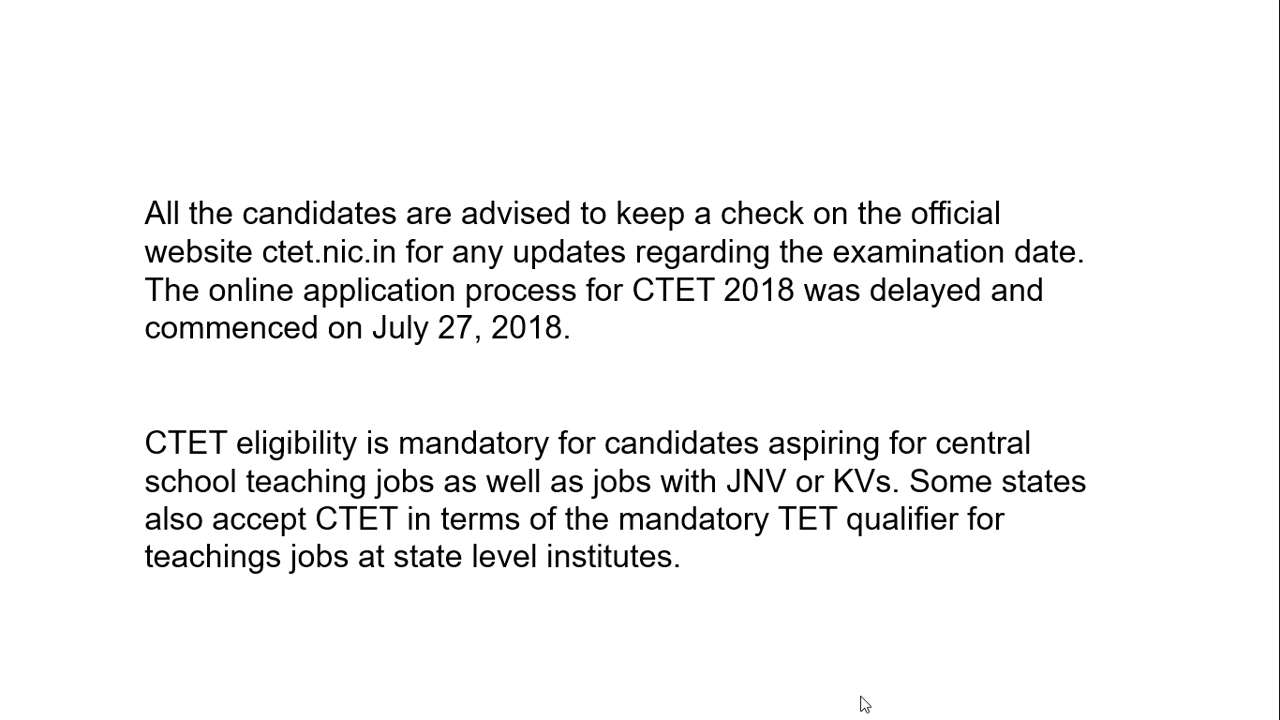 All the candidates are advised to keep a check on the official
website ctet.nic.in for any updates regarding the examination date.
The online application process for CTET 2018 was delayed and
commenced on July 27, 2018.
CTET eligibility is mandatory for candidates aspiring for central
school teaching jobs as well as jobs with JNV or KVs. Some states
also accept CTET in terms of the mandatory TET qualifier for
teachings jobs at state level institutes.